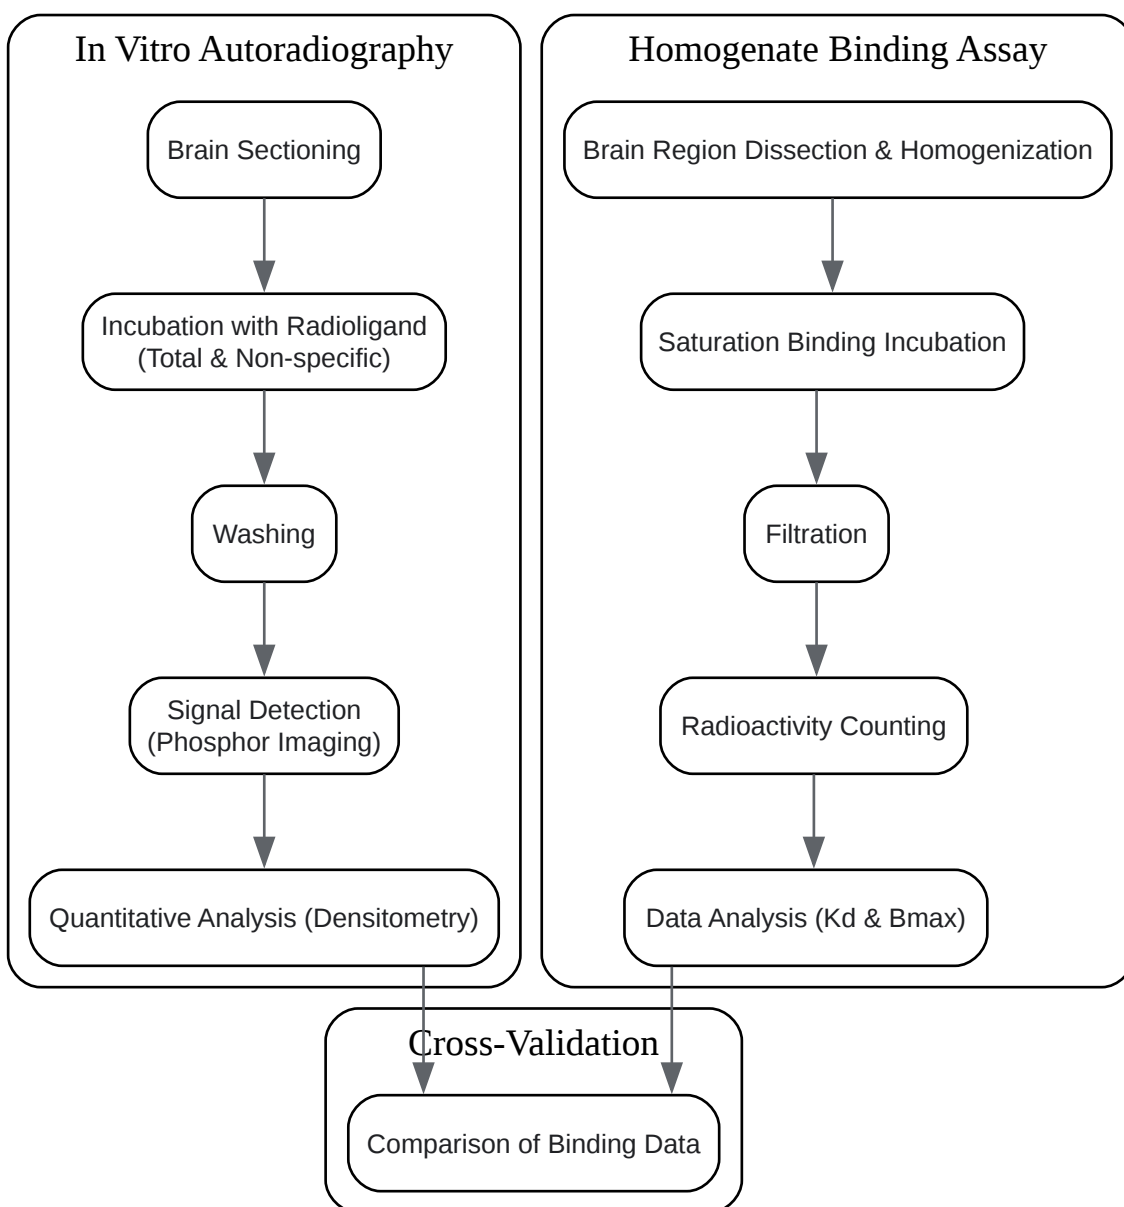 In Vitro Autoradiography
Brain Sectioning
Incubation with Radioligand
(Total & Non-specific)
Washing
Signal Detection
(Phosphor Imaging)
Quantitative Analysis (Densitometry)
Homogenate Binding Assay
Brain Region Dissection & Homogenization
Saturation Binding Incubation
Filtration
Radioactivity Counting
Data Analysis (Kd & Bmax)
Cross-Validation
Comparison of Binding Data